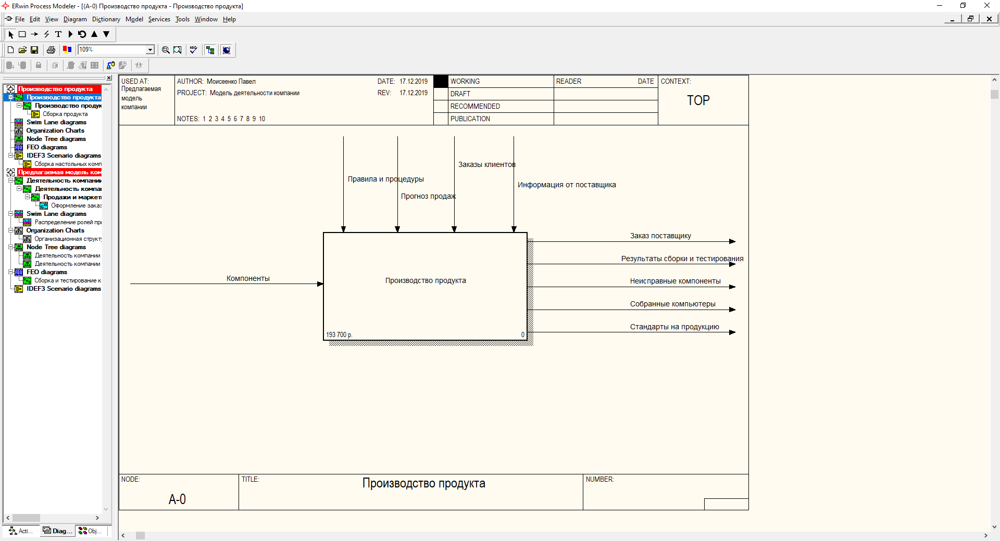 ERwin Process Modeler - [(A-0) Производство продукта - Производство продукта]
File Edit View Diagram Dictionary Model Services Tools Window Help
109%
ABC
Производство продукта
Производство продукта
Производство продук
Сборка продукта
Swim Lane diagrams
Organization Charts
Node Tree diagrams
FEO diagrams
IDEF3 Scenario diagrams
Сборка настольных комп
Предлагаемая модель ком
Деятельность компании
Деятельность компа
Продажи и маркет
Оформление зака
Swim Lane diagrams
Распределение ролей пр
Organization Charts
Организационная структ
Node Tree diagrams
Деятельность компании
Деятельность компании
FEO diagrams
Сборка и тестирование к
IDEF3 Scenario diagrams
Acti... Diag... Obj...
USED AT:
Предлагаемая
модель
компании
AUTHOR: Моисеенко Павел
DATE: 17.12.2019
PROJECT: Модель деятельности компании
REV: 17.12.2019
NOTES: 1 2 3 4 5 6 7 8 9 10
WORKING
DRAFT
RECOMMENDED
PUBLICATION
READER DATE
CONTEXT:
TOP
Заказы клиентов
Правила и процедуры
Информация от поставщика
Прогноз продаж
Заказ поставщику
Результаты сборки и тестирования
Компоненты
Производство продукта
Неисправные компоненты
Собранные компьютеры
Стандарты на продукцию
193 700 р.
0
NODE:
A-0
TITLE:
Производство продукта
NUMBER: